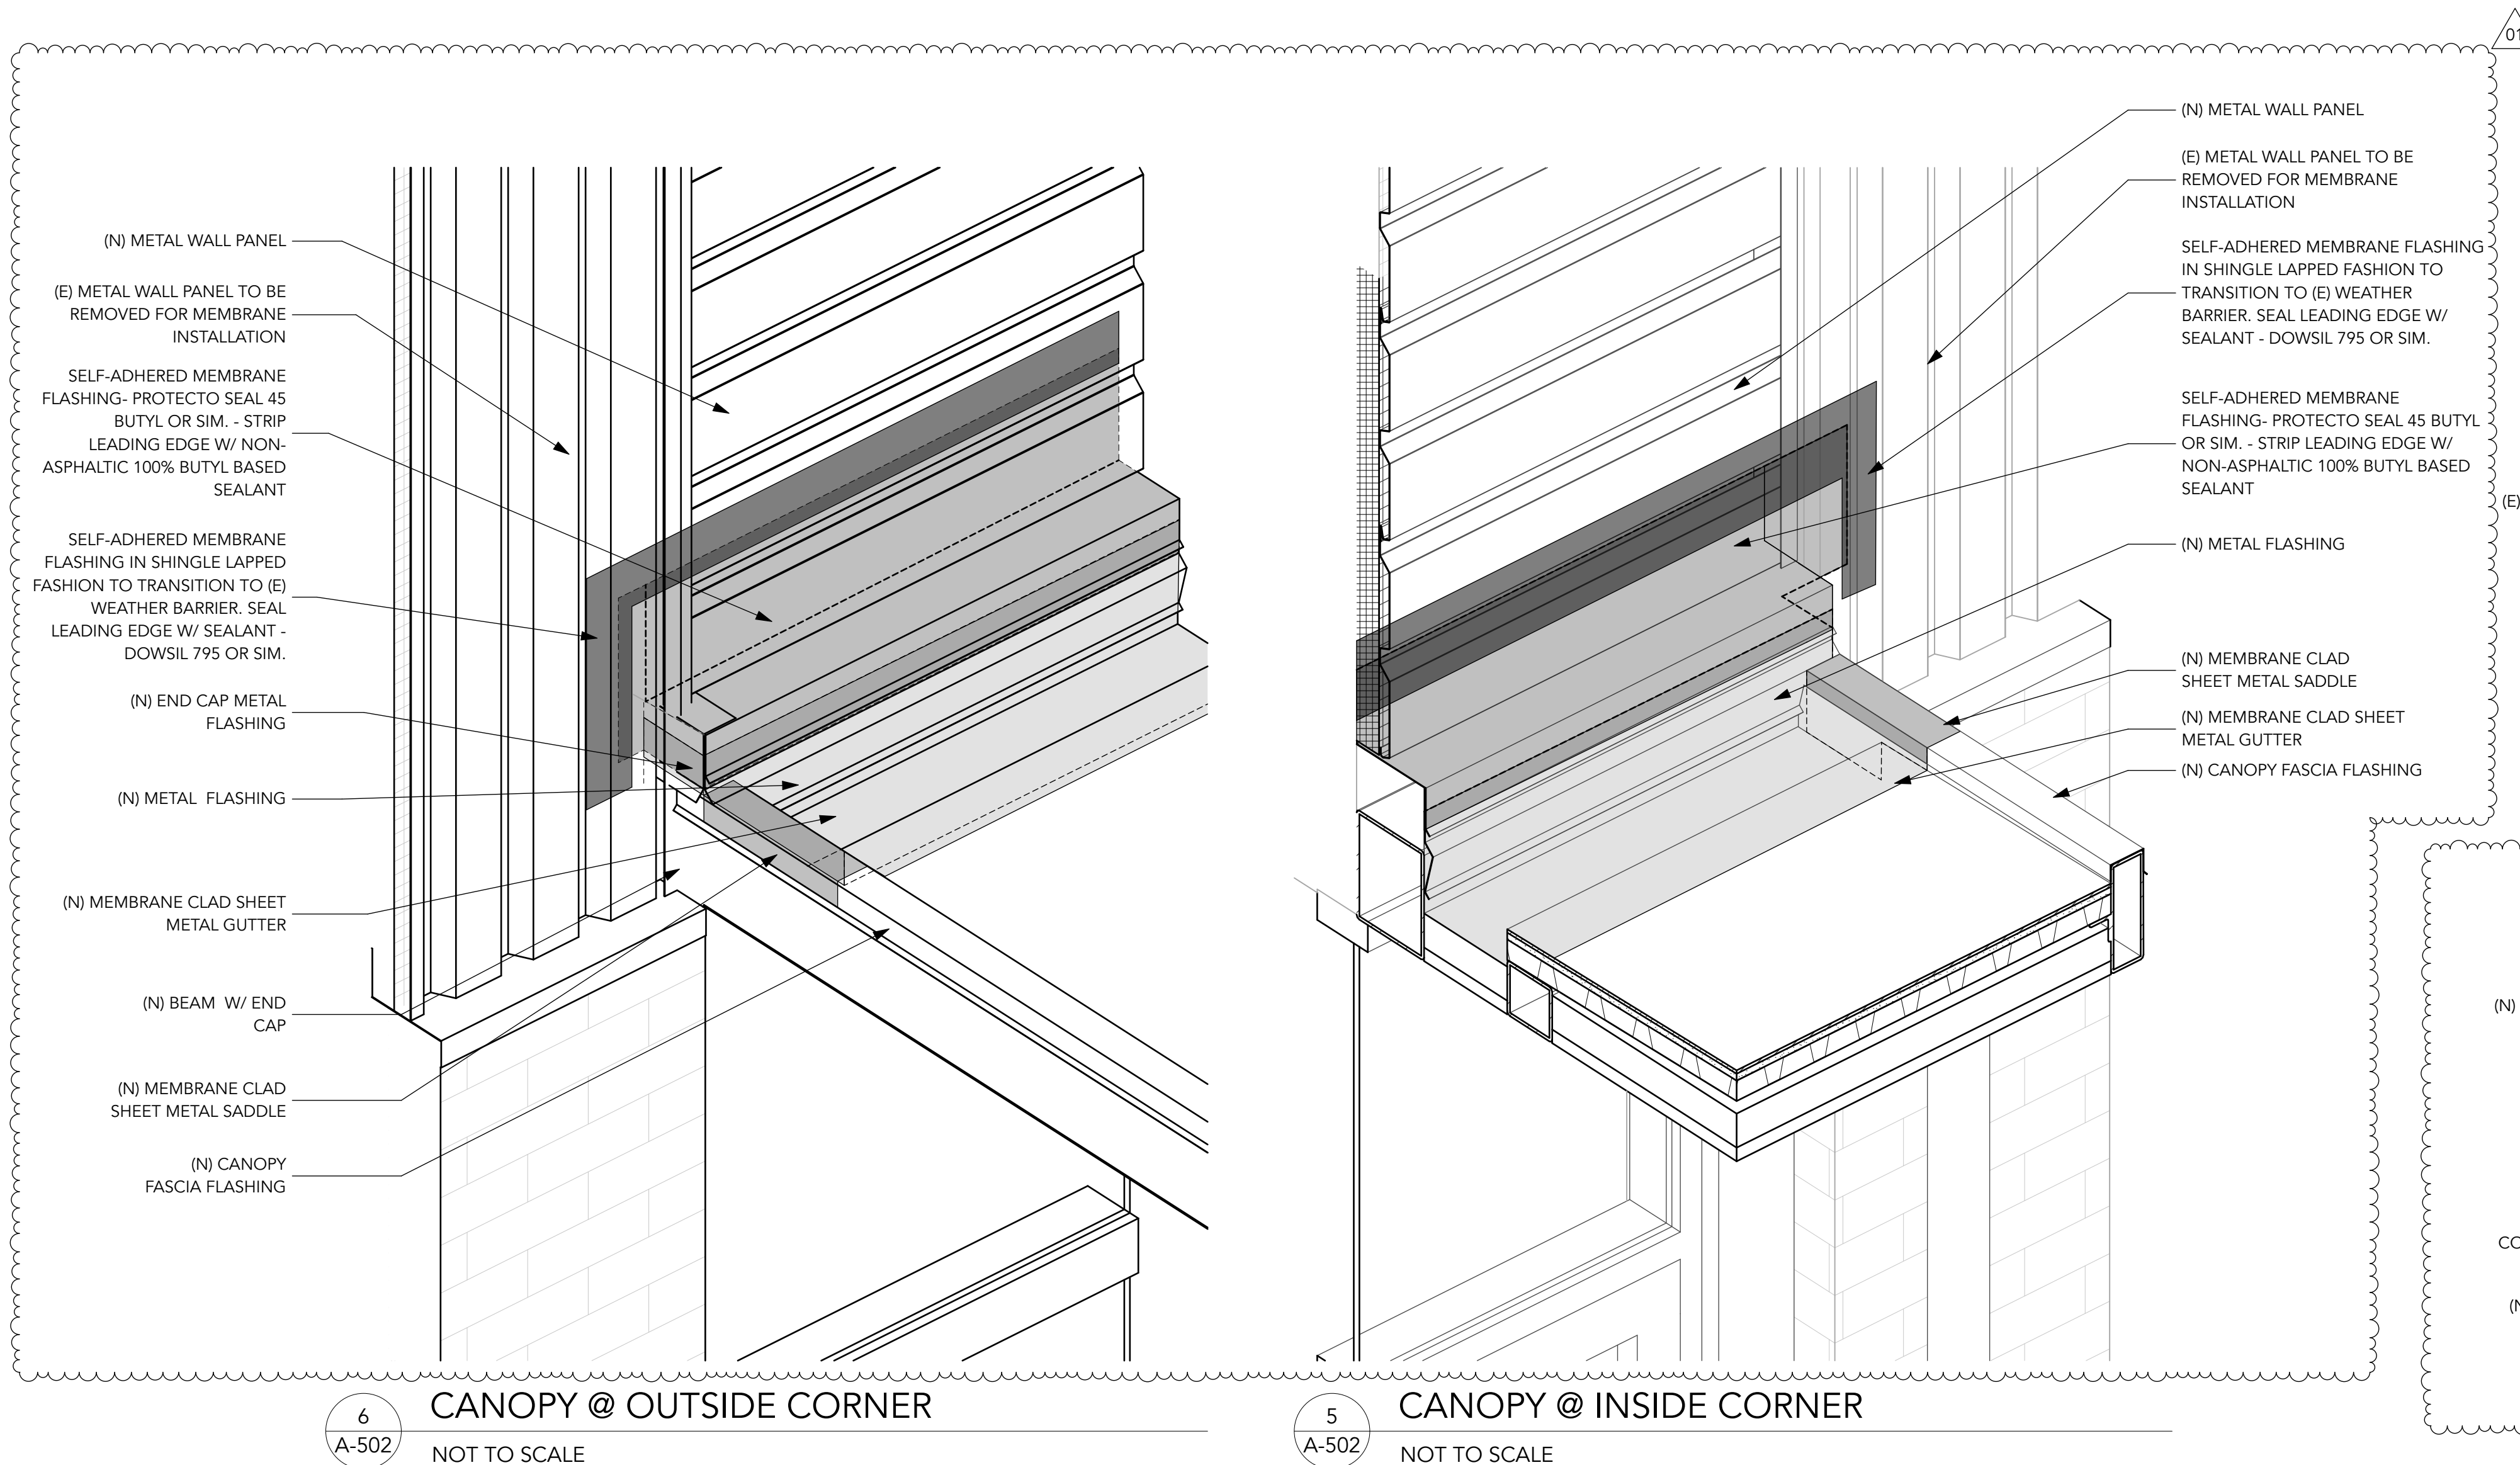 01
(N) METAL WALL PANEL
(E) METAL WALL PANEL TO BE
REMOVED FOR MEMBRANE
INSTALLATION
SELF-ADHERED MEMBRANE
FLASHING- PROTECTO SEAL 45
BUTYL OR SIM. - STRIP
LEADING EDGE W/ NON-
ASPHALTIC 100% BUTYL BASED
SEALANT
SELF-ADHERED MEMBRANE
FLASHING IN SHINGLE LAPPED
FASHION TO TRANSITION TO (E)
WEATHER BARRIER. SEAL
LEADING EDGE W/ SEALANT -
DOWSIL 795 OR SIM.
(N) END CAP METAL
FLASHING
(N) METAL FLASHING
(N) MEMBRANE CLAD SHEET
METAL GUTTER
(N) BEAM W/ END
CAP
(N) MEMBRANE CLAD
SHEET METAL SADDLE
(N) CANOPY
FASCIA FLASHING
6
A-502
CANOPY @ OUTSIDE CORNER
NOT TO SCALE
(N) METAL WALL PANEL
(E) METAL WALL PANEL TO BE
REMOVED FOR MEMBRANE
INSTALLATION
SELF-ADHERED MEMBRANE FLASHING
IN SHINGLE LAPPED FASHION TO
TRANSITION TO (E) WEATHER
BARRIER. SEAL LEADING EDGE W/
SEALANT - DOWSIL 795 OR SIM.
SELF-ADHERED MEMBRANE
FLASHING- PROTECTO SEAL 45 BUTYL
OR SIM. - STRIP LEADING EDGE W/
NON-ASPHALTIC 100% BUTYL BASED
SEALANT
(N) METAL FLASHING
(N) MEMBRANE CLAD
SHEET METAL SADDLE
(N) MEMBRANE CLAD SHEET
METAL GUTTER
(N) CANOPY FASCIA FLASHING
5
A-502
CANOPY @ INSIDE CORNER
NOT TO SCALE
(E)
(N)